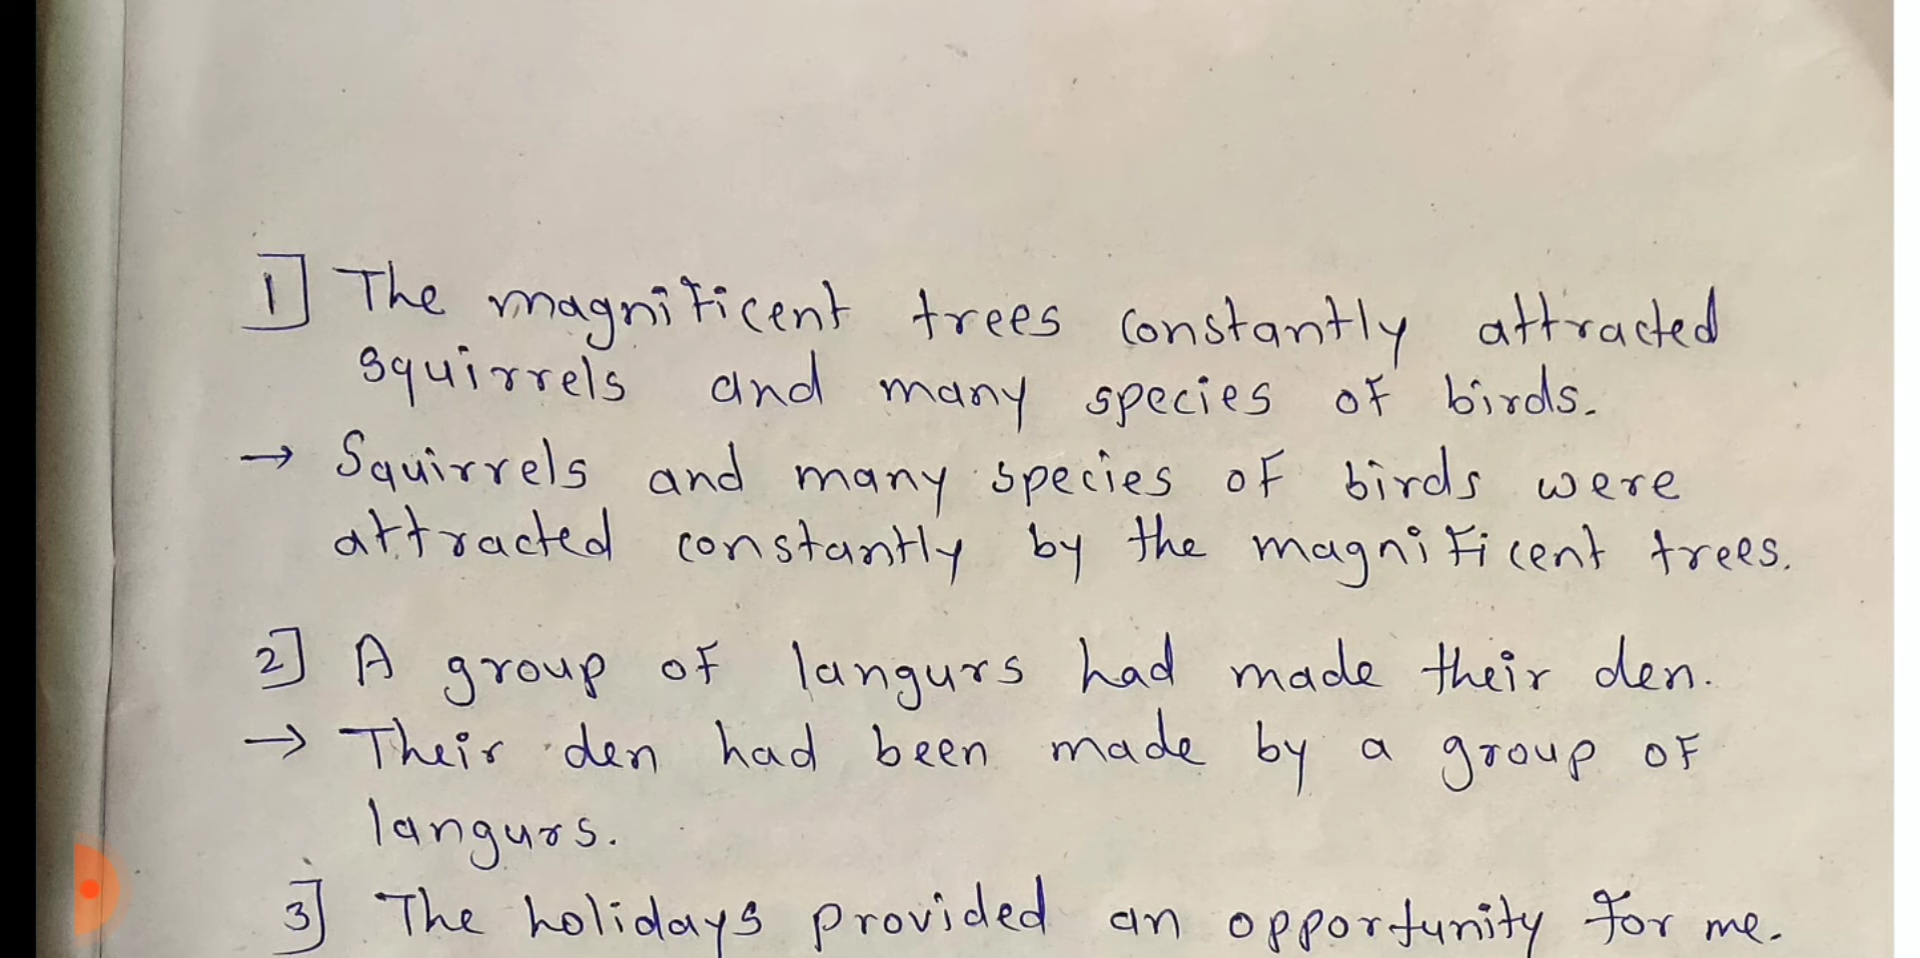 1] The magnificent trees constantly attracted
squirrels and many species of birds.
→ Squirrels and many species of birds were
attracted constantly by the magnificent trees.
2] A group of langurs had made their den.
→ Their den had been made by a group of
langurs.
3] The holidays provided an opportunity for me.